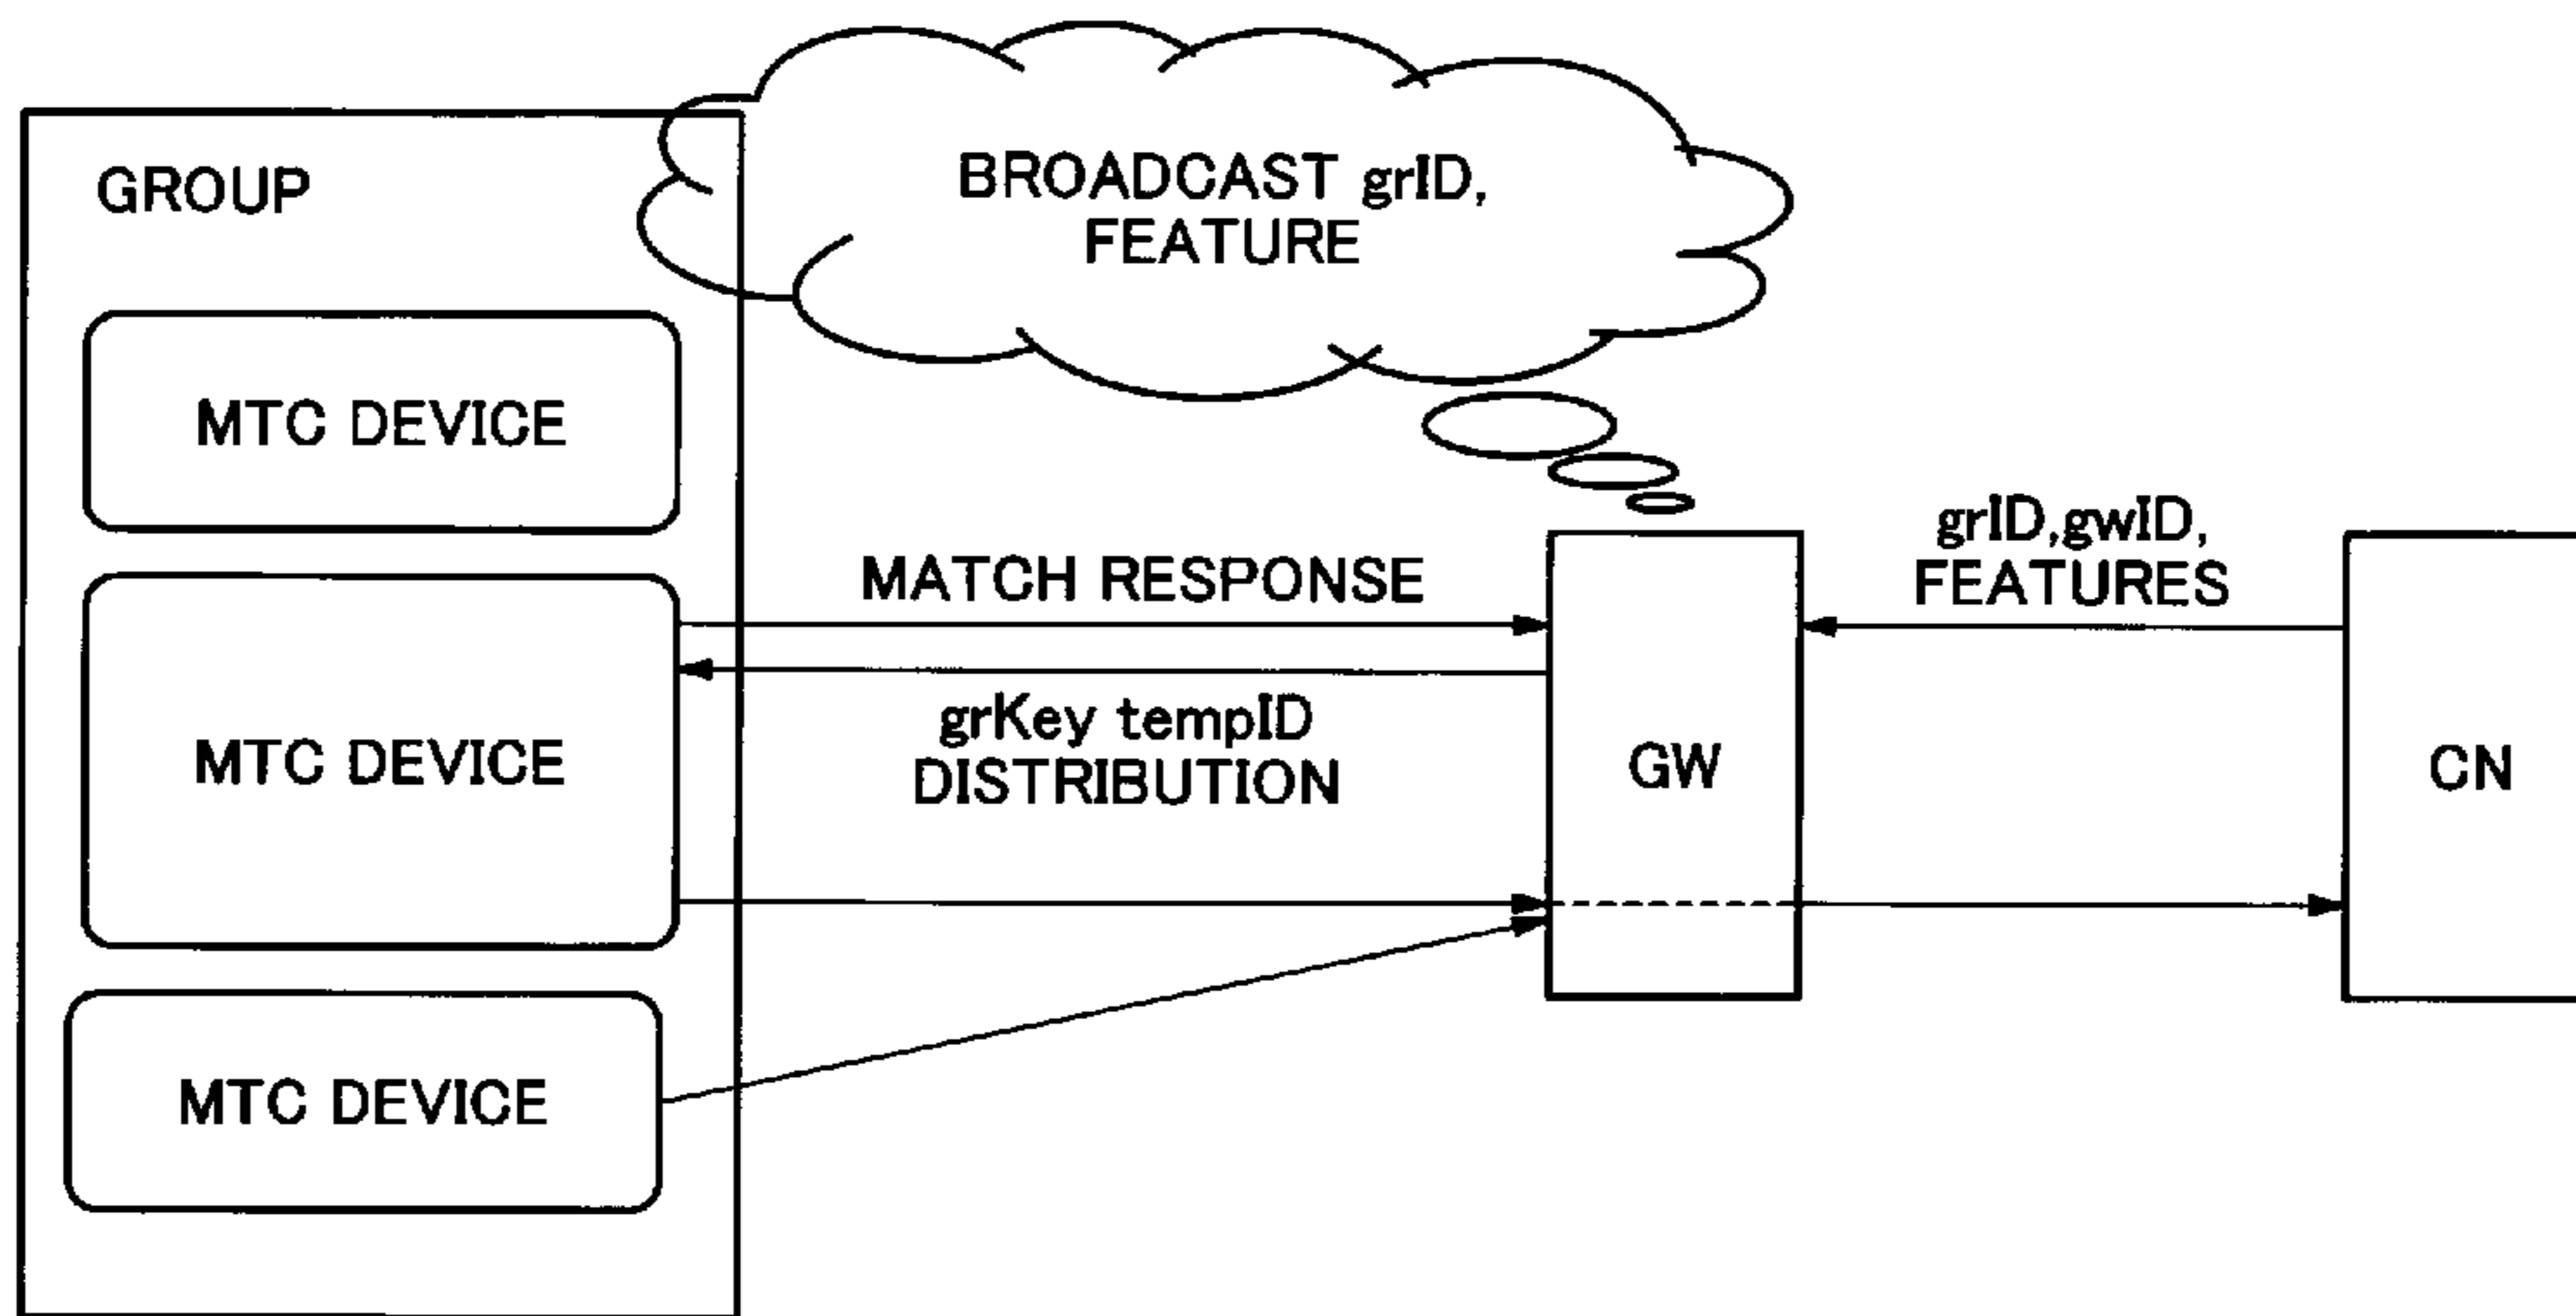 BROADCAST grID,
FEATURE
GROUP
MTC DEVICE
MATCH RESPONSE
grID,gwID,
FEATURES
grKey tempID
DISTRIBUTION
MTC DEVICE
GW
CN
MTC DEVICE